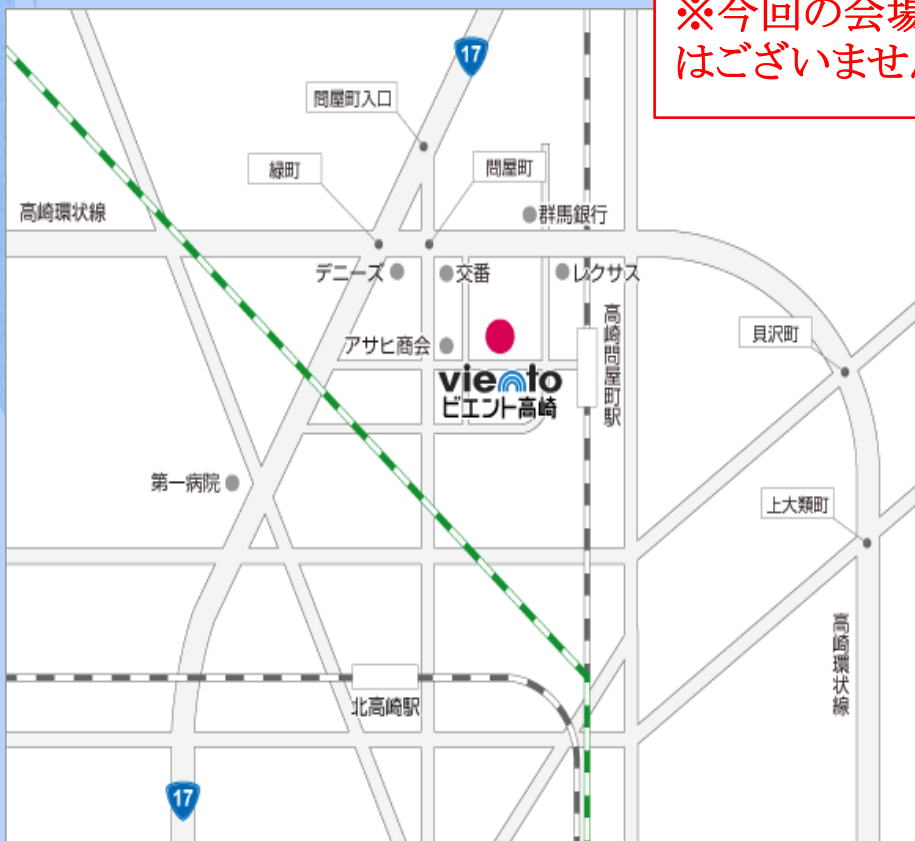 ※今回の会場
はございません
17
問屋町入口
緑町
問屋町
高崎環状線
群馬銀行
デニーズ
交番
レクサス
高崎問屋町駅
貝沢町
アサヒ商会
viento
ビエント高崎
第一病院
上大類町
高崎環状線
北高崎駅
17